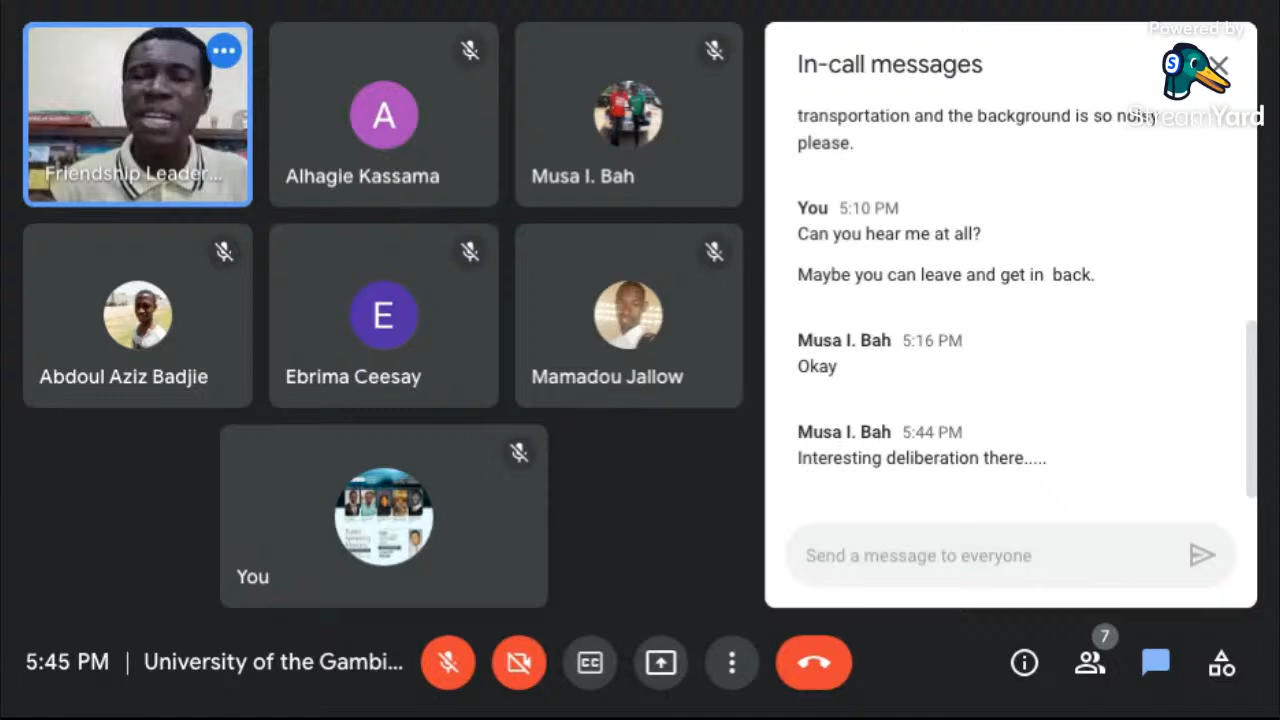 Friendship Leader...
A
Alhagie Kassama
Musa I. Bah
Abdoul Aziz Badjie
E
Ebrima Ceesay
Mamadou Jallow
You
In-call messages
Powered by
S
StreamYard
transportation and the background is so noisy
please.
You 5:10 PM
Can you hear me at all?
Maybe you can leave and get in back.
Musa I. Bah 5:16 PM
Okay
Musa I. Bah 5:44 PM
Interesting deliberation there.....
Send a message to everyone
5:45 PM | University of the Gambi...
CC
7